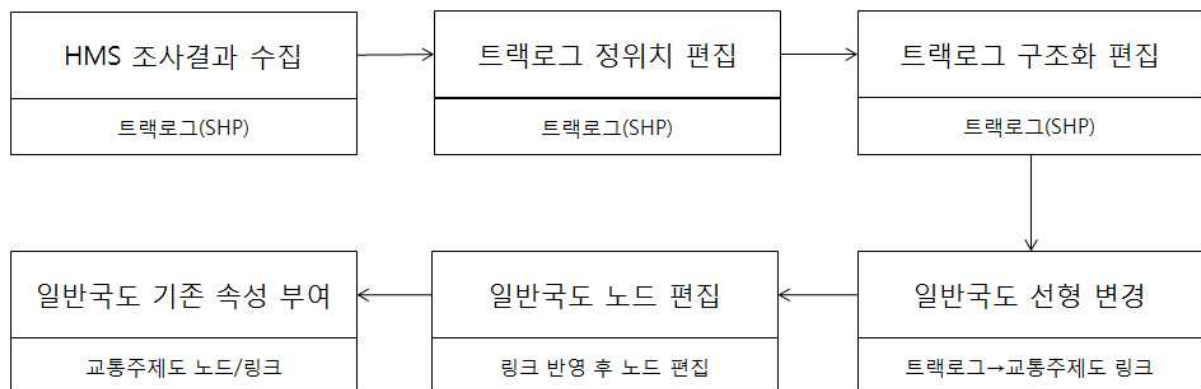 HMS 조사결과 수집
트랙로그(SHP)
트랙로그 정위치 편집
트랙로그(SHP)
트랙로그 구조화 편집
트랙로그(SHP)
일반국도 선형 변경
트랙로그→교통주제도 링크
일반국도 노드 편집
링크 반영 후 노드 편집
일반국도 기존 속성 부여
교통주제도 노드/링크